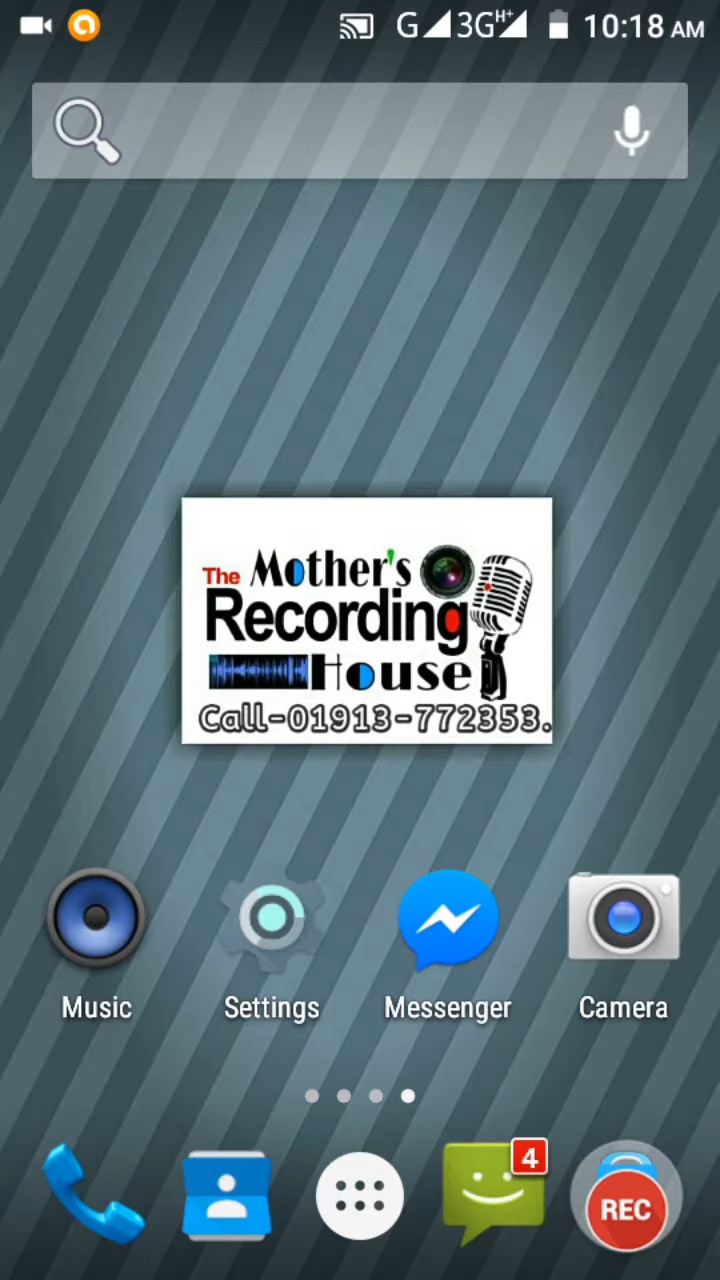 G 3G H+ 10:18 AM
The Mother's
Recording
House
Call-01913-772353.
Music Settings Messenger Camera
4
REC